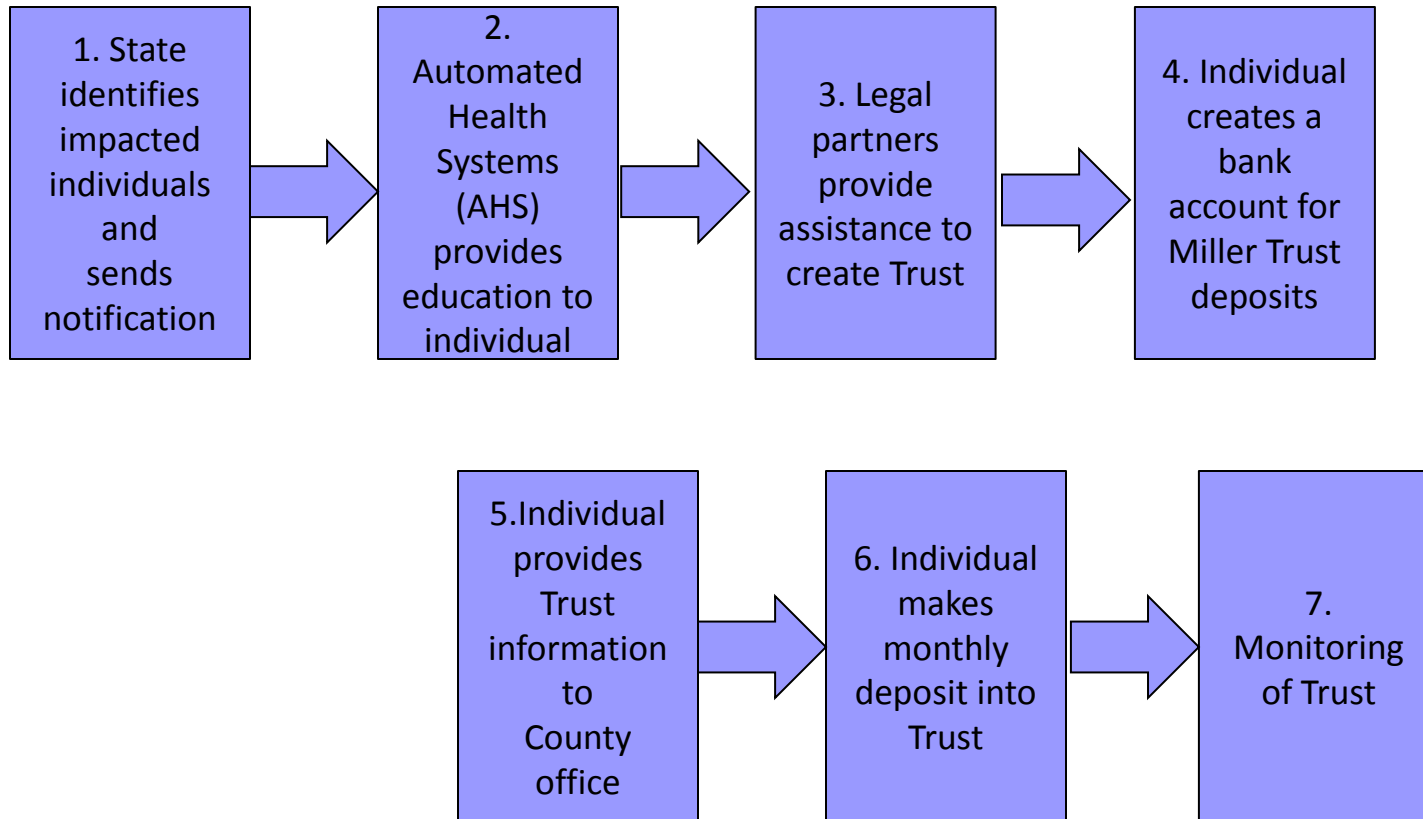 1. State
identifies
impacted
individuals
and
sends
notification
2.
Automated
Health
Systems
(AHS)
provides
education to
individual
3. Legal
partners
provide
assistance to
create Trust
4. Individual
creates a
bank
account for
Miller Trust
deposits
5.Individual
provides
Trust
information
to
County
office
6. Individual
makes
monthly
deposit into
Trust
7.
Monitoring
of Trust